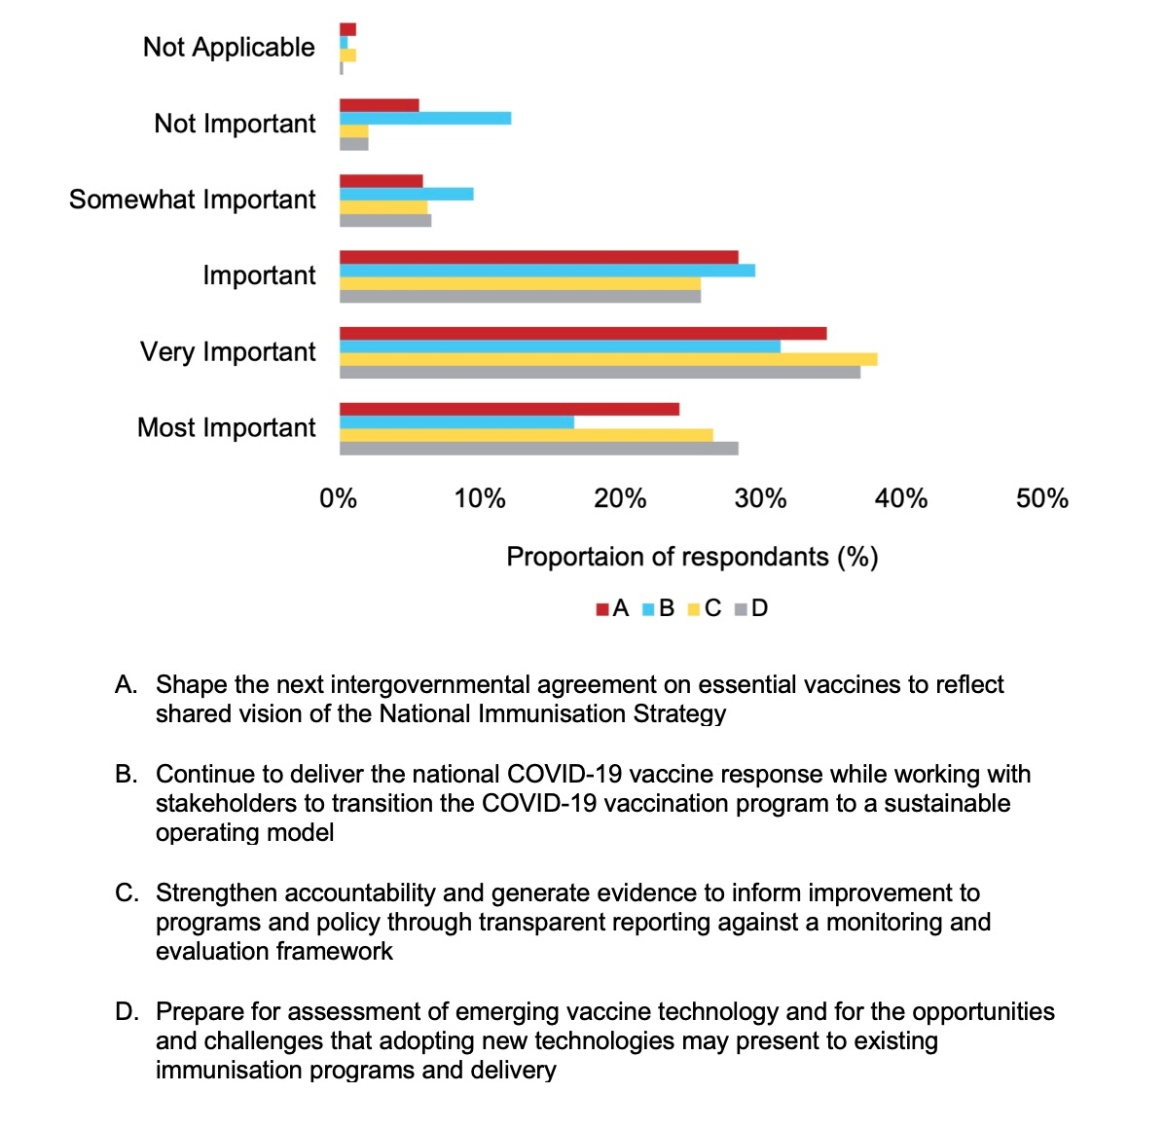 Not Applicable
Not Important
Somewhat Important
Important
Very Important
Most Important
0% 10% 20% 30% 40% 50%
Proportaion of respondants (%)
A B C D
A. Shape the next intergovernmental agreement on essential vaccines to reflect
shared vision of the National Immunisation Strategy
B. Continue to deliver the national COVID-19 vaccine response while working with
stakeholders to transition the COVID-19 vaccination program to a sustainable
operating model
C. Strengthen accountability and generate evidence to inform improvement to
programs and policy through transparent reporting against a monitoring and
evaluation framework
D. Prepare for assessment of emerging vaccine technology and for the opportunities
and challenges that adopting new technologies may present to existing
immunisation programs and delivery